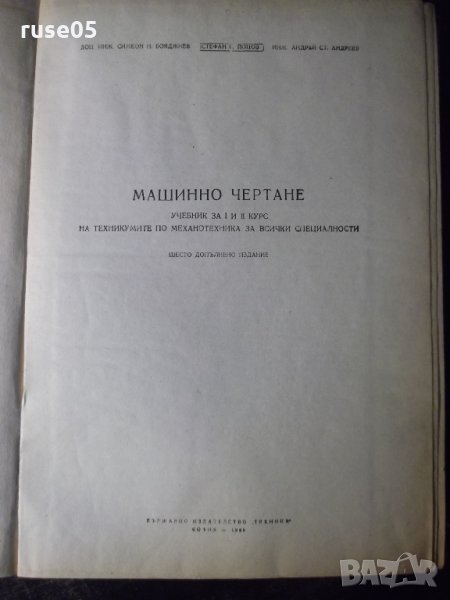 ruse05
ДОЦ. ИНЖ. СИМЕОН Н. БОЯДЖИЕВ СТЕФАН Г. ПОПОВ ИНЖ. АНДРЕЙ СТ. АНДРЕЕВ
МАШИННО ЧЕРТАНЕ
УЧЕБНИК ЗА I И II КУРС
НА ТЕХНИКУМИТЕ ПО МЕХАНОТЕХНИКА ЗА ВСИЧКИ СПЕЦИАЛНОСТИ
ШЕСТО ДОПЪЛНЕНО ИЗДАНИЕ
ДЪРЖАВНО ИЗДАТЕЛСТВО „ТЕХНИКА“
СОФИЯ —
BAZAR